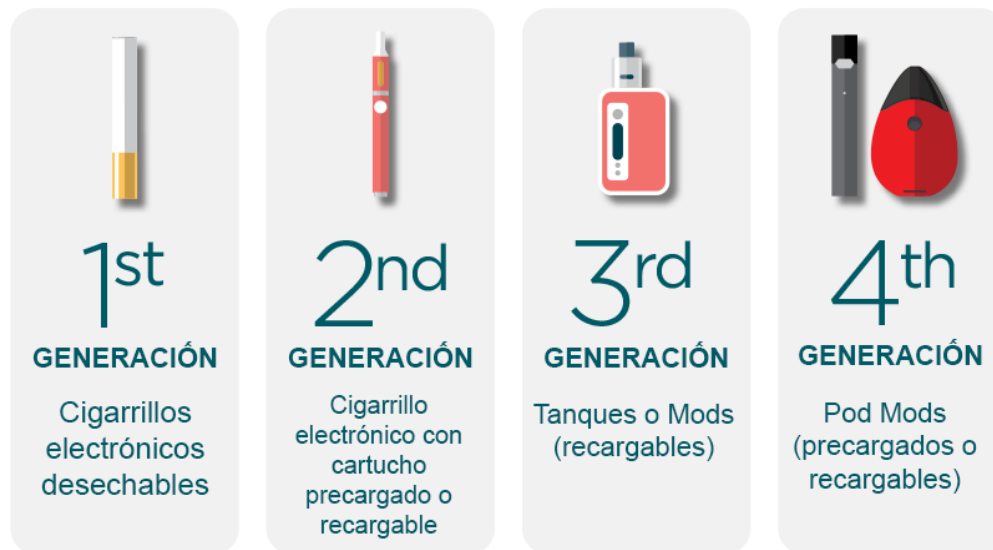 1st
GENERACIÓN
Cigarrillos
electrónicos
desechables
2nd
GENERACIÓN
Cigarrillo
electrónico con
cartucho
precargado o
recargable
3rd
GENERACIÓN
Tanques o Mods
(recargables)
4th
GENERACIÓN
Pod Mods
(precargados o
recargables)